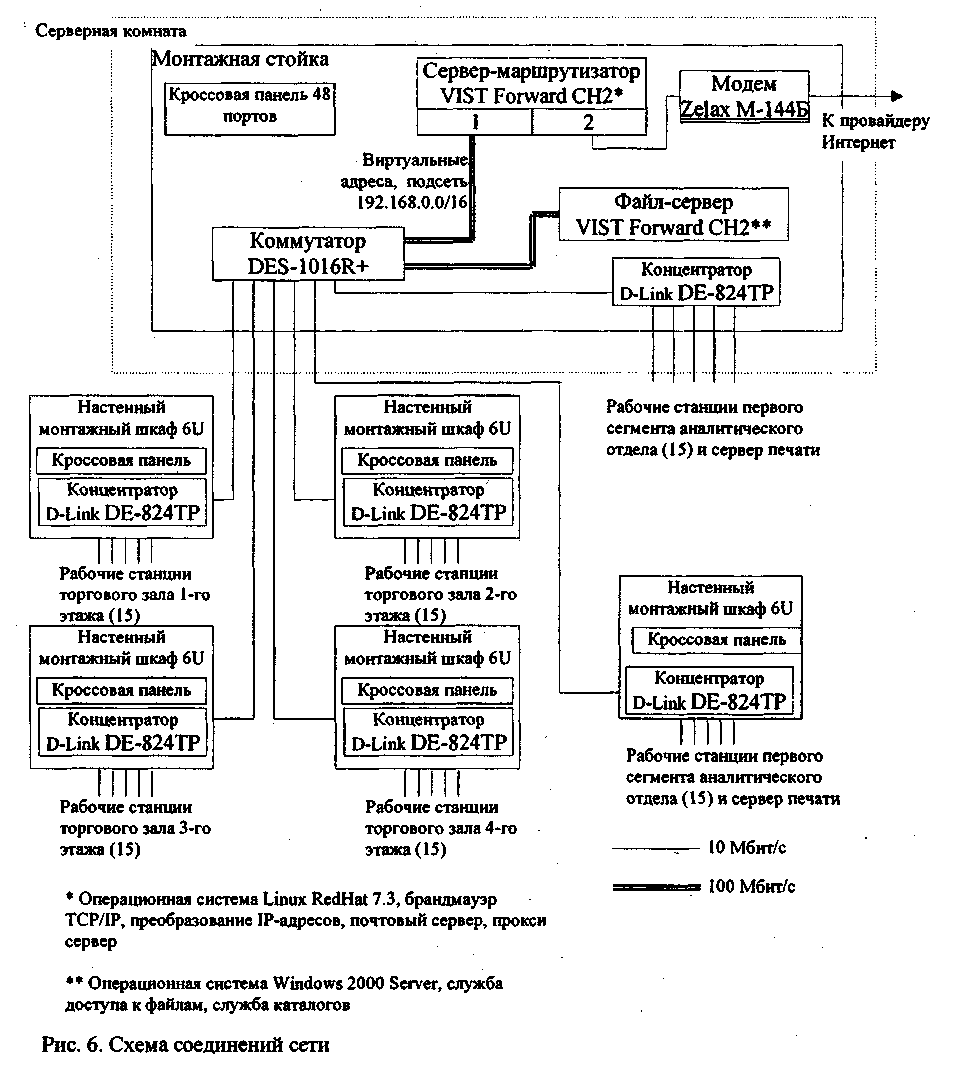 Серверная комната
Монтажная стойка
Кроссовая панель 48
портов
Сервер-маршрутизатор
VIST Forward CH2*
1
2
Модем
Zelax M-144Б
К провайдеру
Интернет
Виртуальные
адреса, подсеть
192.168.0.0/16
Файл-сервер
VIST Forward CH2**
Коммутатор
DES-1016R+
Концентратор
D-Link DE-824TP
Рабочие станции первого
сегмента аналитического
отдела (15) и сервер печати
Настенный
монтажный шкаф 6U
Кроссовая панель
Концентратор
D-Link DE-824TP
Рабочие станции
торгового зала 1-го
этажа (15)
Настенный
монтажный шкаф 6U
Кроссовая панель
Концентратор
D-Link DE-824TP
Рабочие станции
торгового зала 2-го
этажа (15)
Настенный
монтажный шкаф 6U
Кроссовая панель
Концентратор
D-Link DE-824TP
Рабочие станции
торгового зала 3-го
этажа (15)
Настенный
монтажный шкаф 6U
Кроссовая панель
Концентратор
D-Link DE-824TP
Рабочие станции
торгового зала 4-го
этажа (15)
Настенный
монтажный шкаф 6U
Кроссовая панель
Концентратор
D-Link DE-824TP
Рабочие станции первого
сегмента аналитического
отдела (15) и сервер печати
10 Мбит/с
100 Мбит/с
* Операционная система Linux RedHat 7.3, брандмауэр
TCP/IP, преобразование IP-адресов, почтовый сервер, прокси
сервер
** Операционная система Windows 2000 Server, служба
доступа к файлам, служба каталогов
Рис. 6. Схема соединений сети